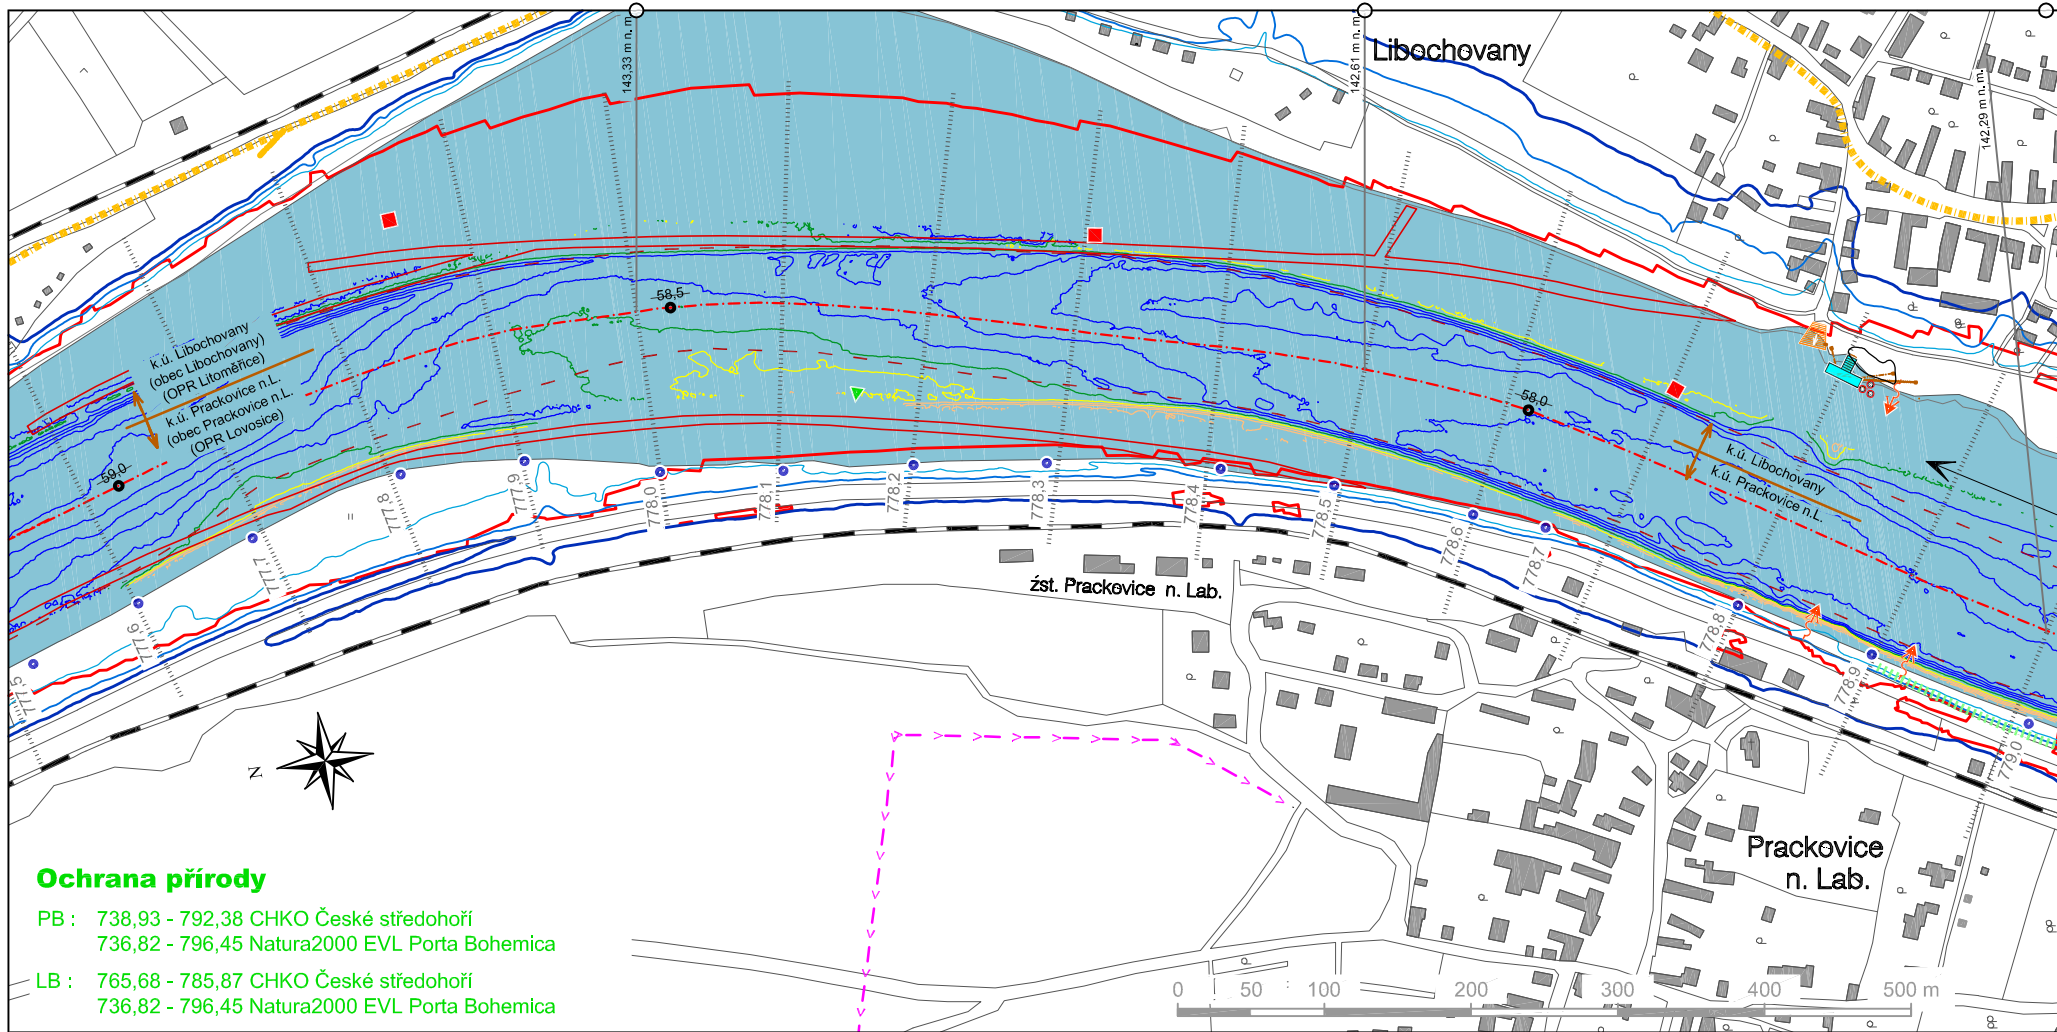 143,33 m n. m.
142,61 m n. m.
Libochovany
142,29 m n. m.
58,5
k.ú. Libochovany
(obec Libochovany)
(OPR Litoměřice)
k.ú. Prackovice n.L.
(obec Prackovice n.L.
(OPR Lovosice)
59,0
58,0
k.ú. Libochovany
k.ú. Prackovice n.L.
777,5
777,6
777,7
777,8
777,9
778,0
778,1
778,2
778,3
778,4
778,5
778,6
778,7
778,8
778,9
779,0
žst. Prackovice n. Lab.
N
Prackovice
n. Lab.
Ochrana přírody
PB : 738,93 - 792,38 CHKO České středohoří
736,82 - 796,45 Natura2000 EVL Porta Bohemica
LB : 765,68 - 785,87 CHKO České středohoří
736,82 - 796,45 Natura2000 EVL Porta Bohemica
0 50 100 200 300 400 500 m